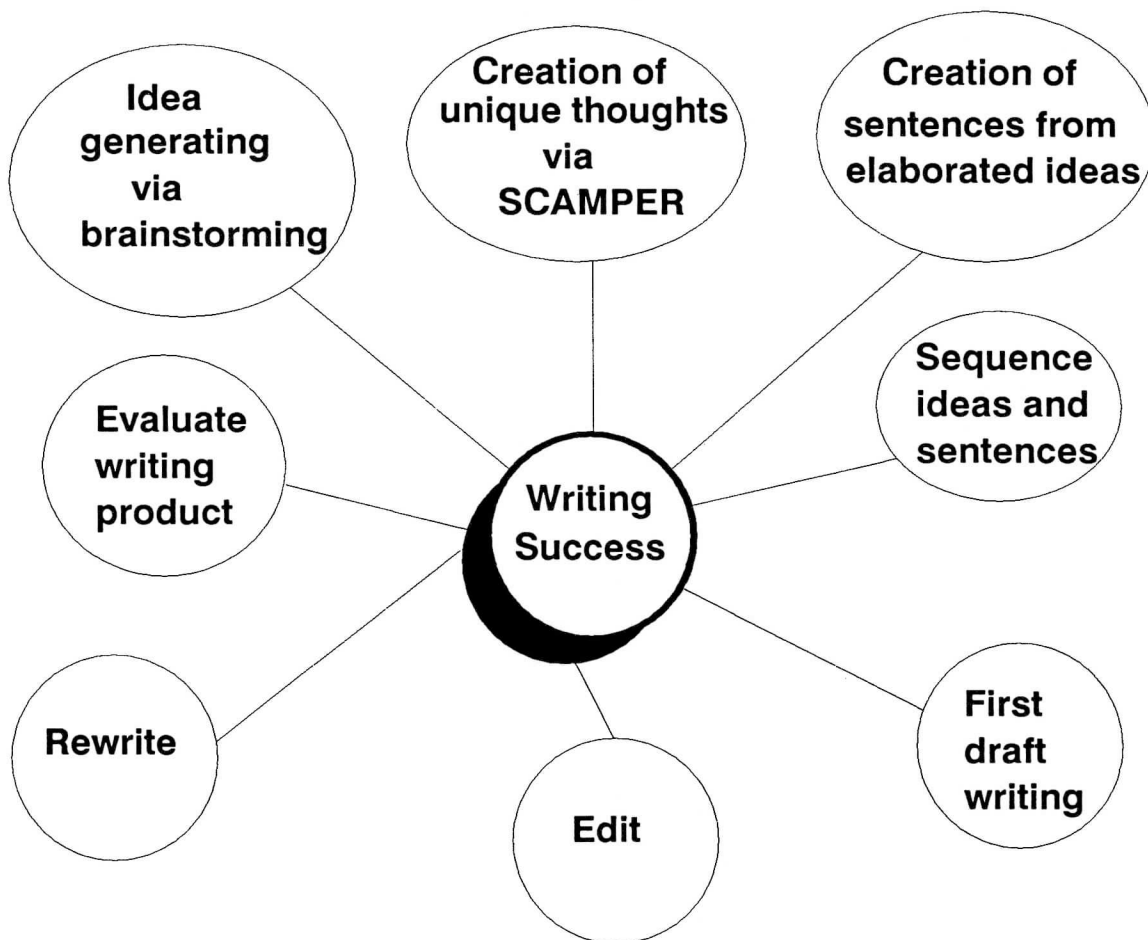 Idea
generating
via
brainstorming
Creation of
unique thoughts
via
SCAMPER
Creation of
sentences from
elaborated ideas
Sequence
ideas and
sentences
Evaluate
writing
product
Writing
Success
Rewrite
Edit
First
draft
writing